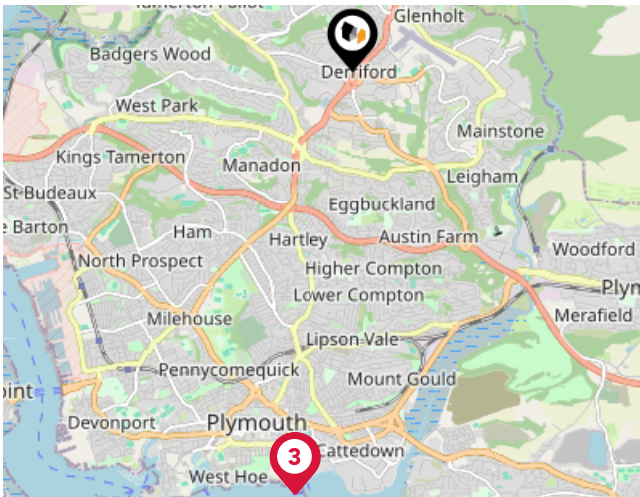 Glenholt
Badgers Wood
Derriford
West Park
Mainstone
Kings Tamerton
Manadon
Leigham
St-Budeaux
Eggbuckland
e Barton
Ham
Hartley
Austin Farm
Woodford
North Prospect
Higher Compton
Lower Compton
Plyn
Milehouse
Merafield
Lipson-Vale
Pennycomequick
Mount Gould
oint
Devonport
Plymouth
3
Cattedown
West Hoe